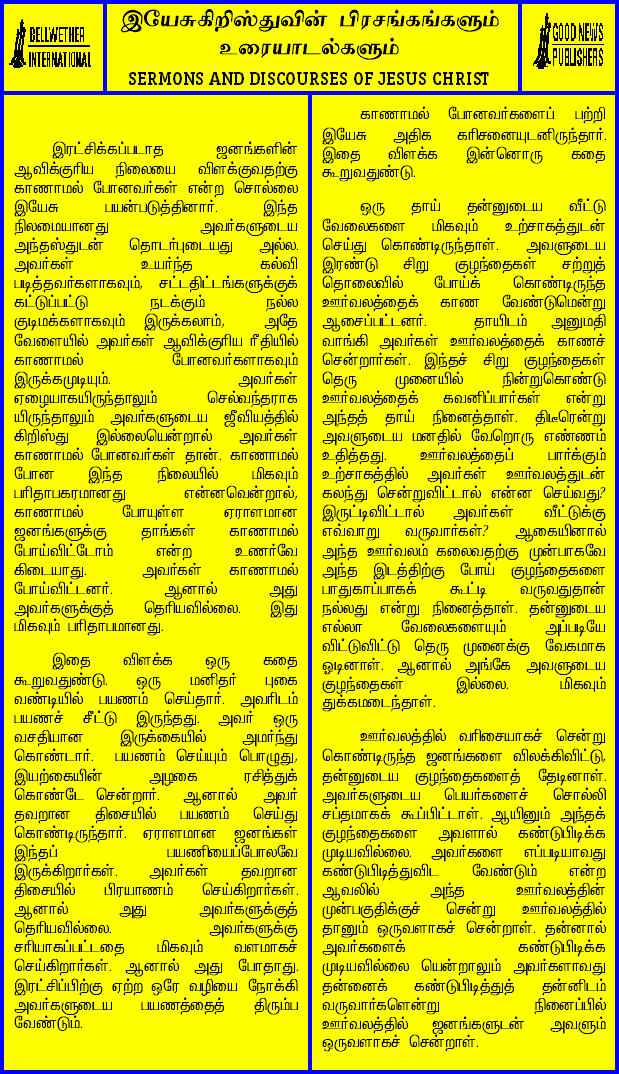 BELLWETHER
INTERNATIONAL
இயேசுகிறிஸ்துவின் பிரசங்கங்களும்
உரையாடல்களும்
SERMONS AND DISCOURSES OF JESUS CHRIST
GOOD NEWS
PUBLISHERS
இரட்சிக்கப்படாத ஜனங்களின்
ஆவிக்குரிய நிலையை விளக்குவதற்கு
காணாமல் போனவர்கள் என்ற சொல்லை
இயேசு பயன்படுத்தினார். இந்த
நிலமையானது அவர்களுடைய
அந்தஸ்துடன் தொடர்புடையது அல்ல.
அவர்கள் உயர்ந்த கல்வி
படித்தவர்களாகவும், சட்டதிட்டங்களுக்குக்
கட்டுப்பட்டு நடக்கும் நல்ல
குடிமக்களாகவும் இருக்கலாம், அதே
வேளையில் அவர்கள் ஆவிக்குரிய ரீதியில்
காணாமல் போனவர்களாகவும்
இருக்கமுடியும். அவர்கள்
ஏழையாகயிருந்தாலும் செல்வந்தராக
யிருந்தாலும் அவர்களுடைய ஜீவியத்தில்
கிறிஸ்து இல்லையென்றால் அவர்கள்
காணாமல் போனவர்கள் தான். காணாமல்
போன இந்த நிலையில் மிகவும்
பரிதாபகரமானது என்னவென்றால்,
காணாமல் போயுள்ள ஏராளமான
ஜனங்களுக்கு தாங்கள் காணாமல்
போய்விட்டோம் என்ற உணர்வே
கிடையாது. அவர்கள் காணாமல்
போய்விட்டனர். ஆனால் அது
அவர்களுக்குத் தெரியவில்லை. இது
மிகவும் பரிதாபமானது.
இதை விளக்க ஒரு கதை
கூறுவதுண்டு. ஒரு மனிதர் புகை
வண்டியில் பயணம் செய்தார். அவரிடம்
பயணச் சீட்டு இருந்தது. அவர் ஒரு
வசதியான இருக்கையில் அமர்ந்து
கொண்டார். பயணம் செய்யும் பொழுது,
இயற்கையின் அழகை ரசித்துக்
கொண்டே சென்றார். ஆனால் அவர்
தவறான திசையில் பயணம் செய்து
கொண்டிருந்தார். ஏராளமான ஜனங்கள்
இந்தப் பயணியைப்போலவே
இருக்கிறார்கள். அவர்கள் தவறான
திசையில் பிரயாணம் செய்கிறார்கள்.
ஆனால் அது அவர்களுக்குத்
தெரியவில்லை. அவர்களுக்கு
சரியாகப்பட்டதை மிகவும் வளமாகச்
செய்கிறார்கள். ஆனால் அது போதாது.
இரட்சிப்பிற்கு ஏற்ற ஒரே வழியை நோக்கி
அவர்களுடைய பயணத்தைத் திரும்ப
வேண்டும்.
காணாமல் போனவர்களைப் பற்றி
இயேசு அதிக கரிசனையுடனிருந்தார்.
இதை விளக்க இன்னொரு கதை
கூறுவதுண்டு.
ஒரு தாய் தன்னுடைய வீட்டு
வேலைகளை மிகவும் உற்சாகத்துடன்
செய்து கொண்டிருந்தாள். அவளுடைய
இரண்டு சிறு குழந்தைகள் சற்றுத்
தொலைவில் போய்க் கொண்டிருந்த
ஊர்வலத்தைக் காண வேண்டுமென்று
ஆசைப்பட்டனர். தாயிடம் அனுமதி
வாங்கி அவர்கள் ஊர்வலத்தைக் காணச்
சென்றார்கள். இந்தச் சிறு குழந்தைகள்
தெரு முனையில் நின்றுகொண்டு
ஊர்வலத்தைக் கவனிப்பார்கள் என்று
அந்தத் தாய் நினைத்தாள். திடீரென்று
அவளுடைய மனதில் வேறொரு எண்ணம்
உதித்தது. ஊர்வலத்தைப் பார்க்கும்
உற்சாகத்தில் அவர்கள் ஊர்வலத்துடன்
கலந்து சென்றுவிட்டால் என்ன செய்வது?
இருட்டிவிட்டால் அவர்கள் வீட்டுக்கு
எவ்வாறு வருவார்கள்? ஆகையினால்
அந்த ஊர்வலம் கலைவதற்கு முன்பாகவே
அந்த இடத்திற்கு போய் குழந்தைகளை
பாதுகாப்பாகக் கூட்டி வருவதுதான்
நல்லது என்று நினைத்தாள். தன்னுடைய
எல்லா வேலைகளையும் அப்படியே
விட்டுவிட்டு தெரு முனைக்கு வேகமாக
ஓடினாள். ஆனால் அங்கே அவளுடைய
குழந்தைகள் இல்லை. மிகவும்
துக்கமடைந்தாள்.
ஊர்வலத்தில் வரிசையாகச் சென்று
கொண்டிருந்த ஜனங்களை விலக்கிவிட்டு,
தன்னுடைய குழந்தைகளைத் தேடினாள்.
அவர்களுடைய பெயர்களைச் சொல்லி
சப்தமாகக் கூப்பிட்டாள். ஆயினும் அந்தக்
குழந்தைகளை அவளால் கண்டுபிடிக்க
முடியவில்லை. அவர்களை எப்படியாவது
கண்டுபிடித்துவிட வேண்டும் என்ற
ஆவலில் அந்த ஊர்வலத்தின்
முன்பகுதிக்குச் சென்று ஊர்வலத்தில்
தானும் ஒருவளாகச் சென்றாள். தன்னால்
அவர்களைக் கண்டுபிடிக்க
முடியவில்லை யென்றாலும் அவர்களாவது
தன்னைக் கண்டுபிடித்துத் தன்னிடம்
வருவார்களென்று நினைப்பில்
ஊர்வலத்தில் ஜனங்களுடன் அவளும்
ஒருவளாகச் சென்றாள்.